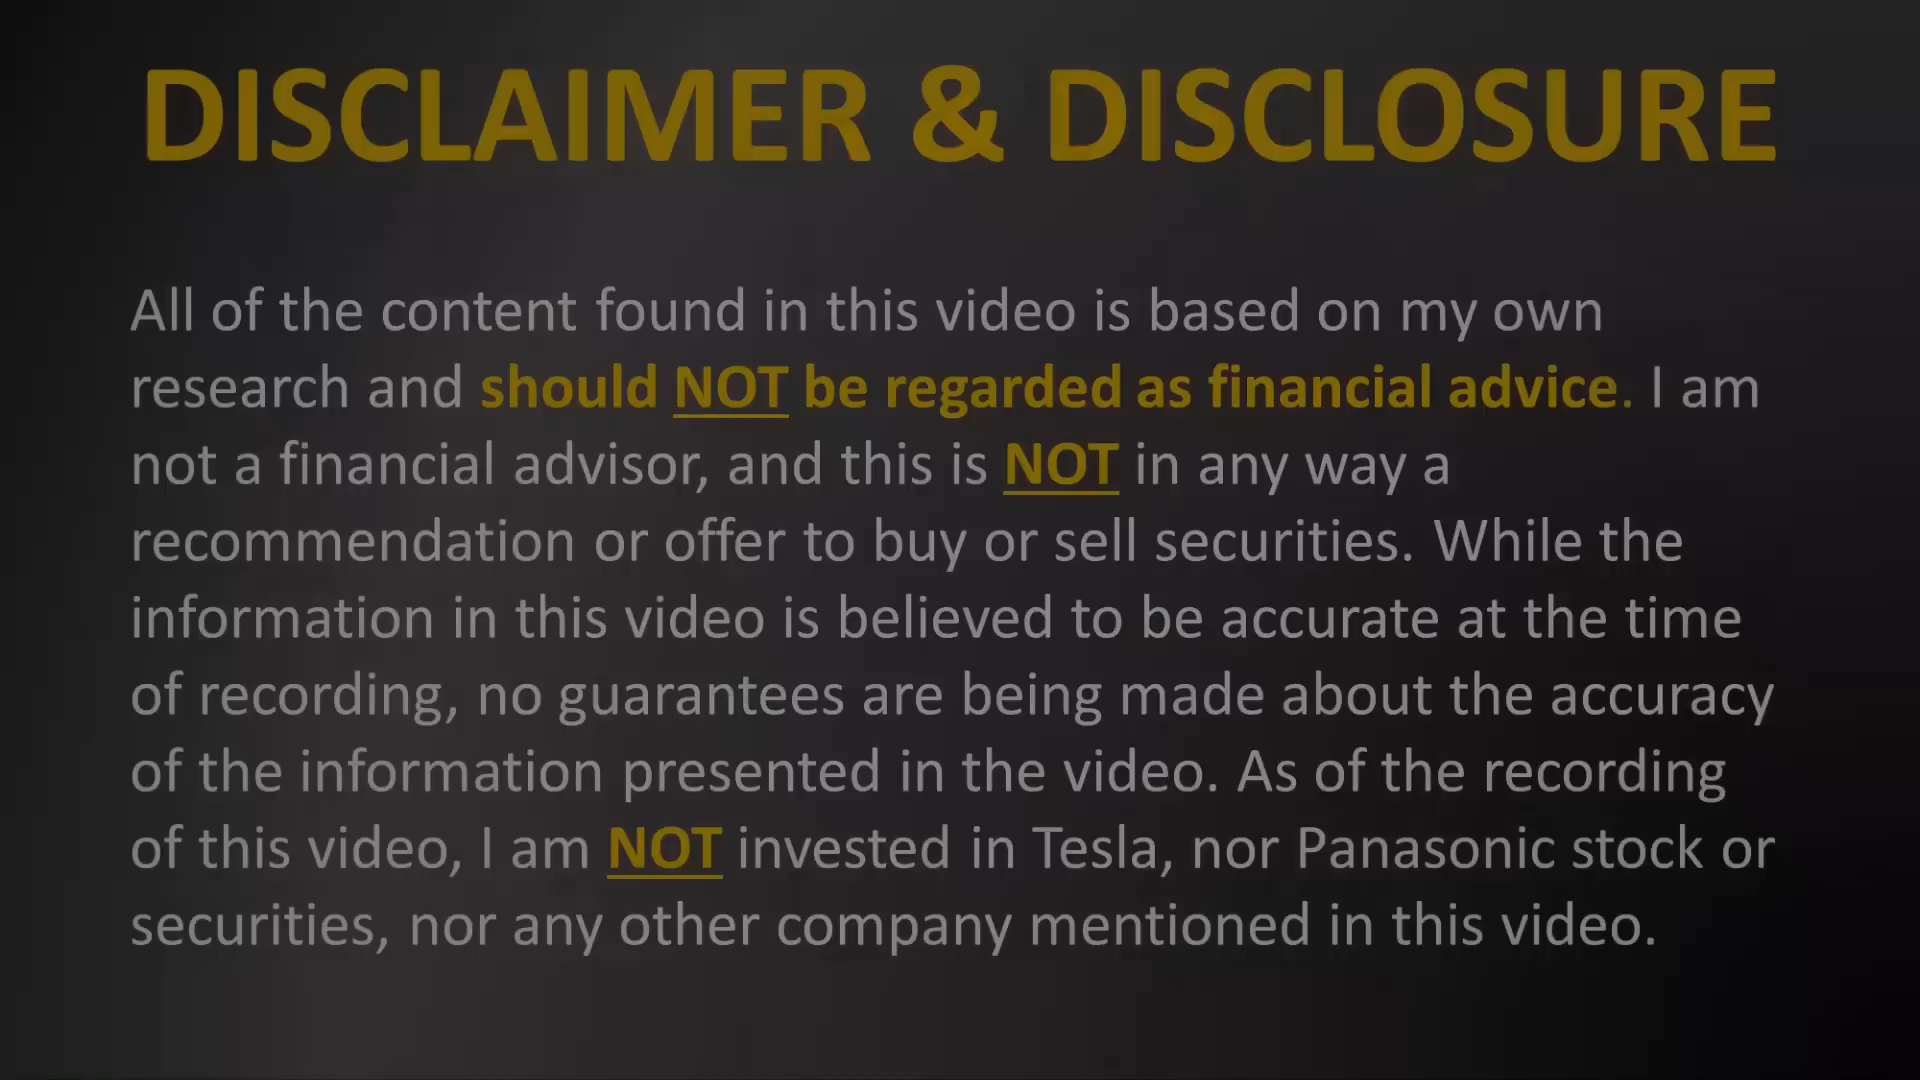 DISCLAIMER & DISCLOSURE
All of the content found in this video is based on my own
research and should NOT be regarded as financial advice. I am
not a financial advisor, and this is NOT in any way a
recommendation or offer to buy or sell securities. While the
information in this video is believed to be accurate at the time
of recording, no guarantees are being made about the accuracy
of the information presented in the video. As of the recording
of this video, I am NOT invested in Tesla, nor Panasonic stock or
securities, nor any other company mentioned in this video.